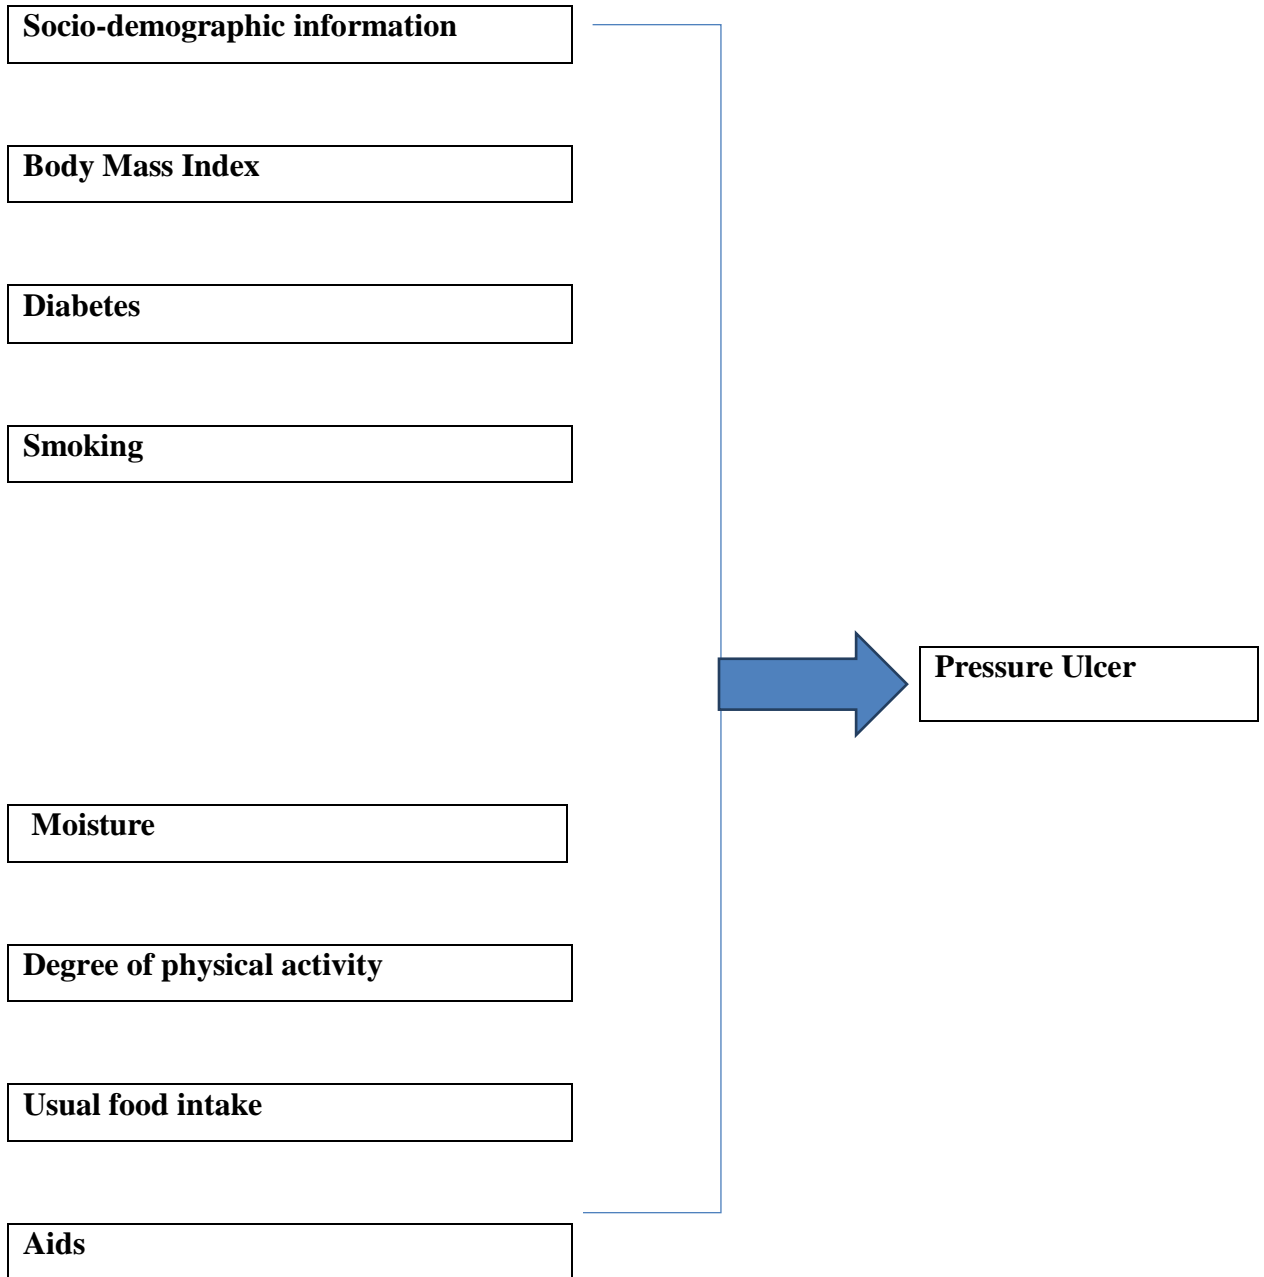 Socio-demographic information
Body Mass Index
Diabetes
Smoking
Pressure Ulcer
Moisture
Degree of physical activity
Usual food intake
Aids